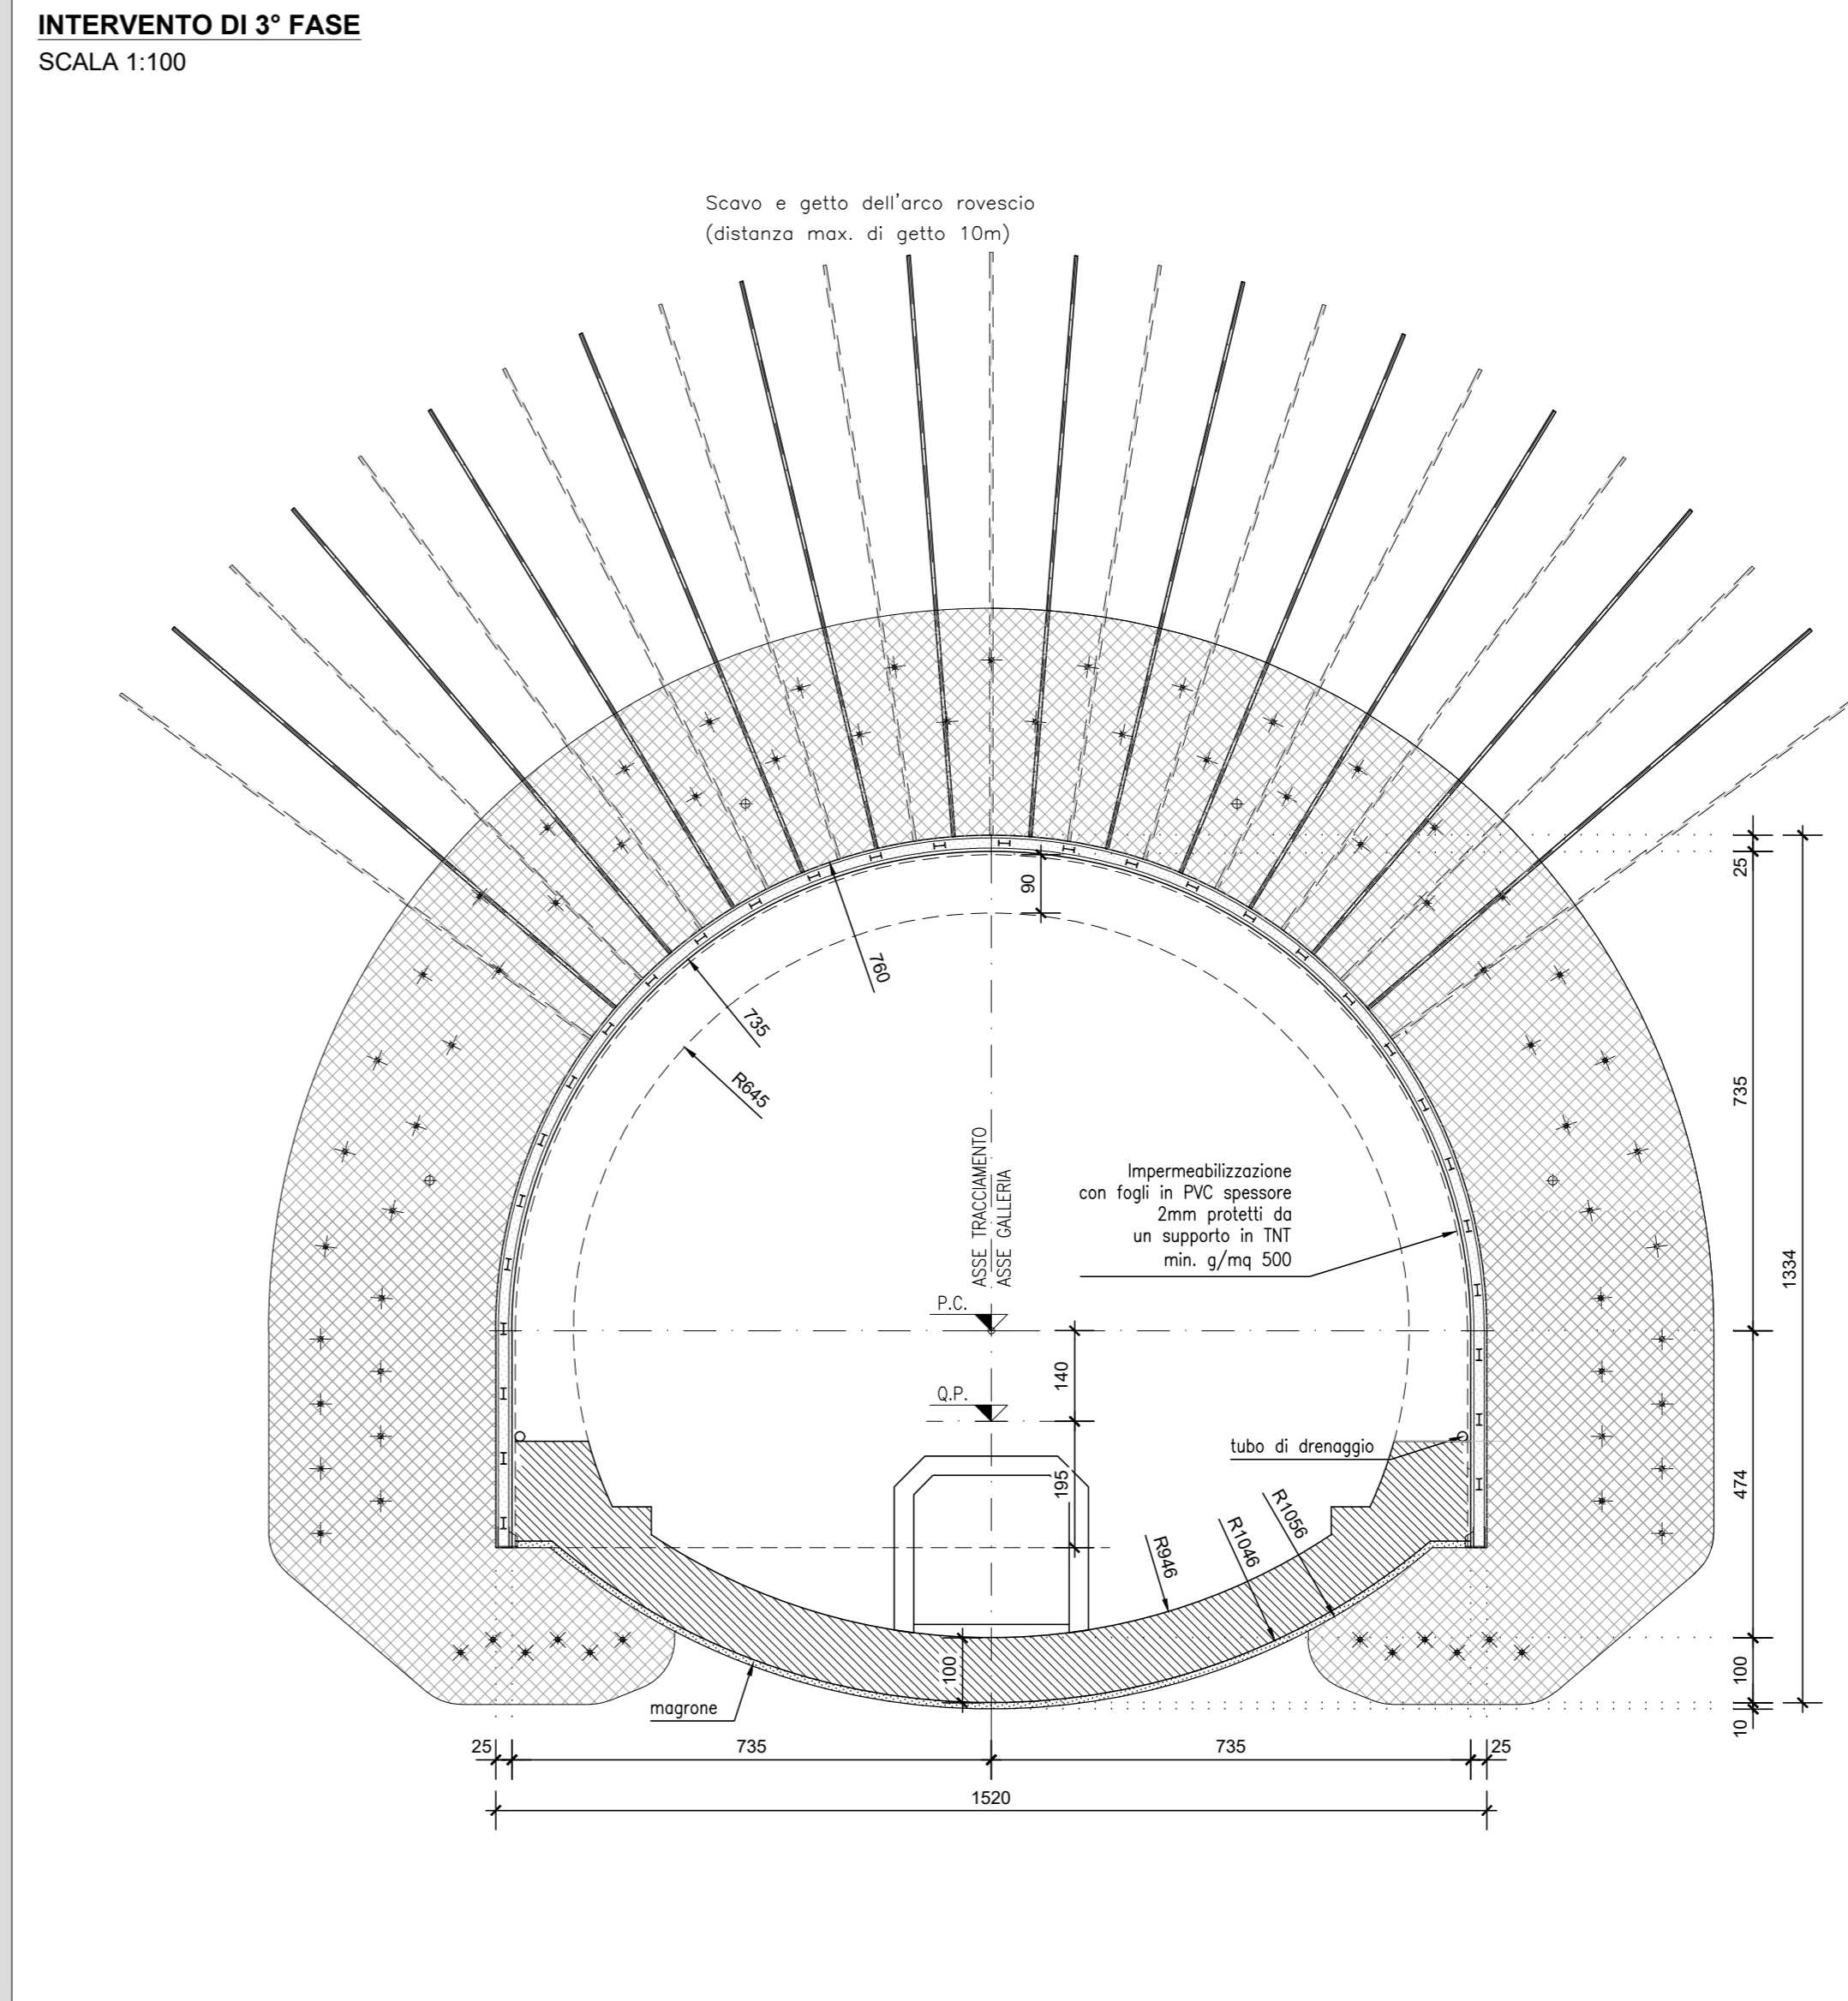 INTERVENTO DI 3° FASE
SCALA 1:100
Scavo e getto dell'arco rovescio
(distanza max. di getto 10m)
90
25
760
735
R645
735
ASSE TRACCIAMENTO
ASSE GALLERIA
Impermeabilizzazione
con fogli in PVC spessore
2mm protetti da
un supporto in TNT
min. g/mq 500
1334
P.C.
140
Q.P.
tubo di drenaggio
195
474
R946
R1046
R1056
100
100
magrone
10
25
735
735
25
1520